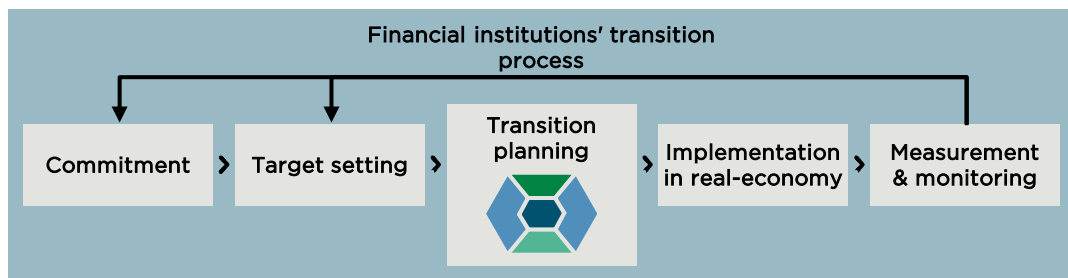 Financial institutions' transition
process
Commitment
Target setting
Transition
planning
Implementation
in real-economy
Measurement
& monitoring